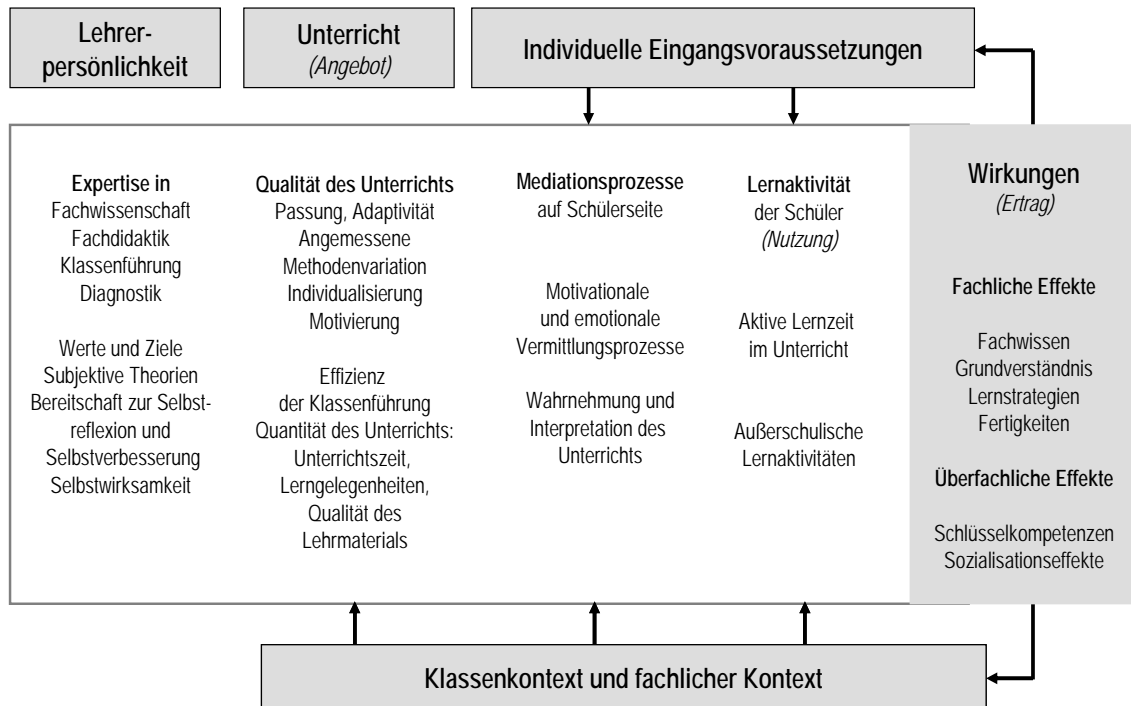 Lehrer-
persönlichkeit
Unterricht
(Angebot)
Individuelle Eingangsvoraussetzungen
Expertise in
Fachwissenschaft
Fachdidaktik
Klassenführung
Diagnostik
Werte und Ziele
Subjektive Theorien
Bereitschaft zur Selbst-
reflexion und
Selbstverbesserung
Selbstwirksamkeit
Qualität des Unterrichts
Passung, Adaptivität
Angemessene
Methodenvariation
Individualisierung
Motivierung
Effizienz
der Klassenführung
Quantität des Unterrichts:
Unterrichtszeit,
Lerngelegenheiten,
Qualität des
Lehrmaterials
Mediationsprozesse
auf Schülerseite
Motivationale
und emotionale
Vermittlungsprozesse
Wahrnehmung und
Interpretation des
Unterrichts
Lernaktivität
der Schüler
(Nutzung)
Aktive Lernzeit
im Unterricht
Außerschulische
Lernaktivitäten
Wirkungen
(Ertrag)
Fachliche Effekte
Fachwissen
Grundverständnis
Lernstrategien
Fertigkeiten
Überfachliche Effekte
Schlüsselkompetenzen
Sozialisationseffekte
Klassenkontext und fachlicher Kontext